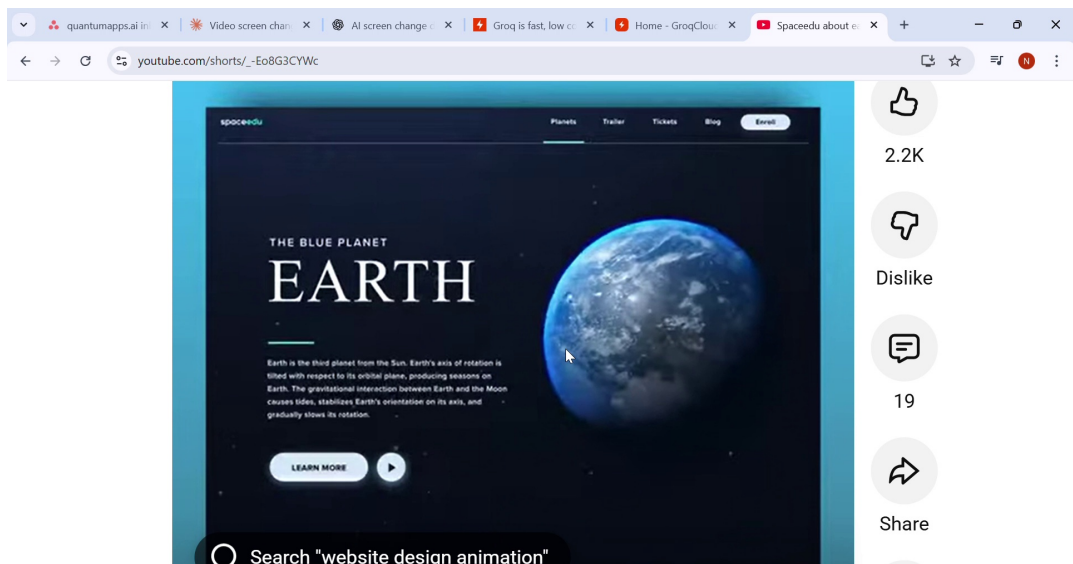 quantumapps.ai in
Video screen chan
AI screen change d
Groq is fast, low co
Home - GroqCloud
Spaceedu about ea
youtube.com/shorts/_-Eo8G3CYWc
N
spaceedu
Planets
Trailer
Tickets
Blog
Enroll
THE BLUE PLANET
EARTH
Earth is the third planet from the Sun. Earth's axis of rotation is
tilted with respect to its orbital plane, producing seasons on
Earth. The gravitational interaction between Earth and the Moon
causes tides, stabilizes Earth's orientation on its axis, and
gradually slows its rotation.
LEARN MORE
Search "website design animation"
2.2K
Dislike
19
Share